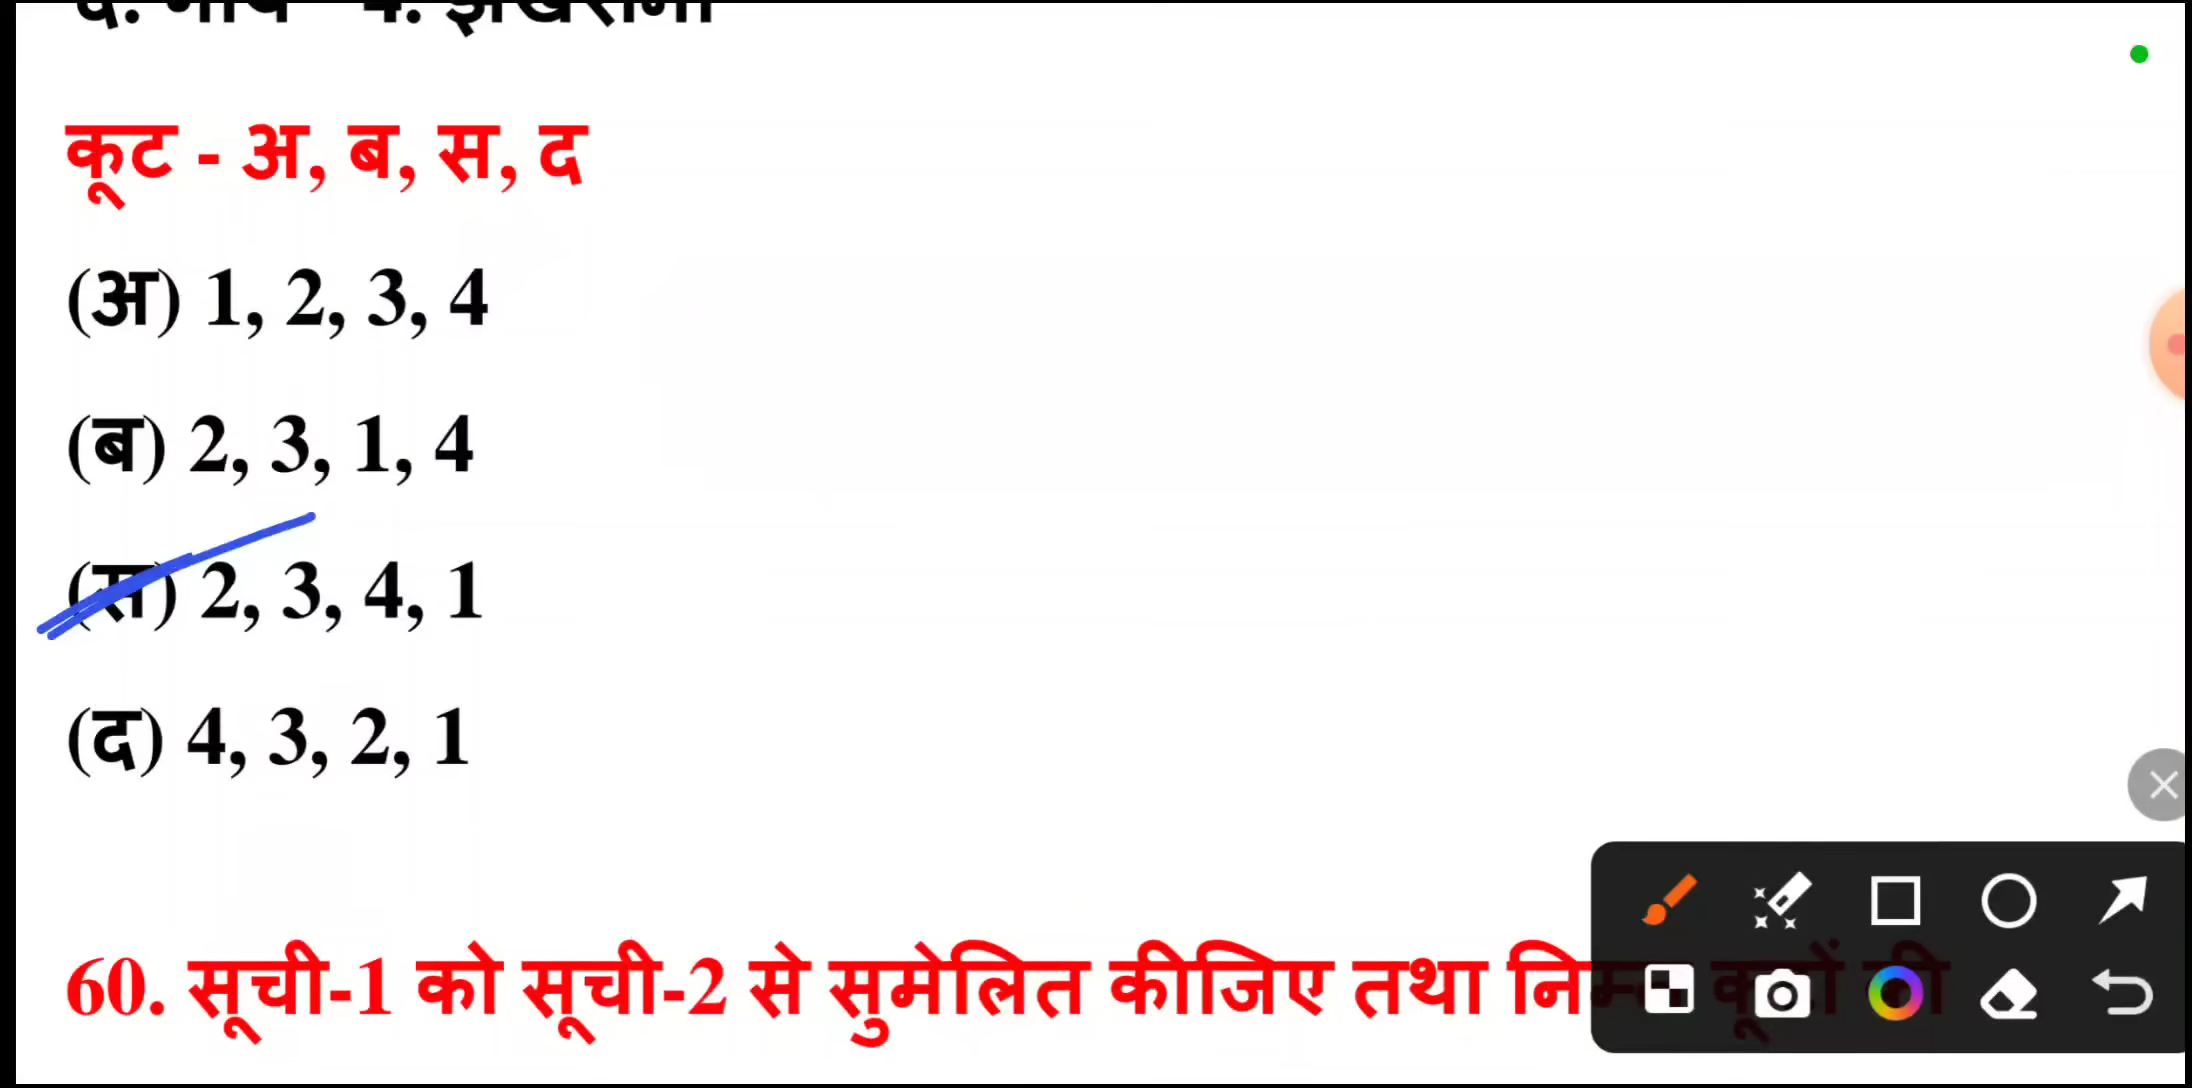 कूट - अ, ब, स, द
(अ) 1, 2, 3, 4
(ब) 2, 3, 1, 4
(स) 2, 3, 4, 1
(द) 4, 3, 2, 1
60. सूची-1 को सूची-2 से सुमेलित कीजिए तथा निम्न कूटों की